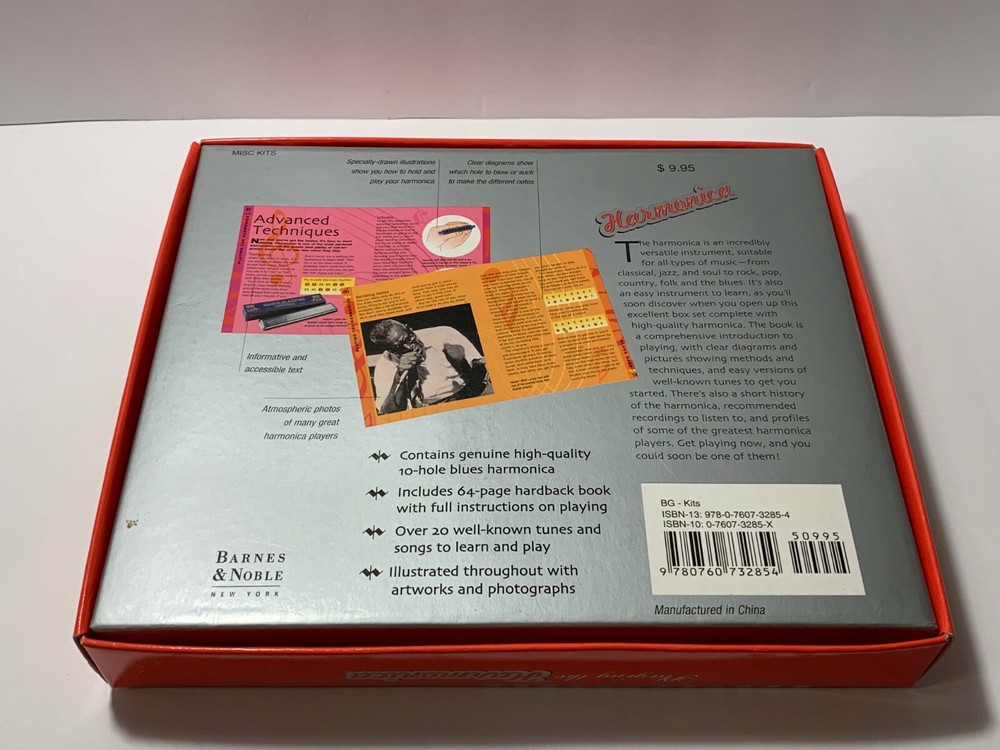 MISC KITS
Specially-drawn illustrations
show you how to hold and
play your harmonica
Clear diagrams show
which hole to blow or suck
to make the different notes
$ 9.95
Harmonica
The harmonica is an incredibly
versatile instrument, suitable
for all types of music—from
classical, jazz, and soul to rock, pop,
country, folk and the blues. It's also
an easy instrument to learn, as you'll
soon discover when you open up this
excellent box set complete with
high-quality harmonica. The book is
a comprehensive introduction to
playing, with clear diagrams and
pictures showing methods and
techniques, and easy versions of
well-known tunes to get you
started. There's also a short history
of the harmonica, recommended
recordings to listen to, and profiles
of some of the greatest harmonica
players. Get playing now, and you
could soon be one of them!
Advanced
Techniques
Informative and
accessible text
Atmospheric photos
of many great
harmonica players
Contains genuine high-quality
10-hole blues harmonica
Includes 64-page hardback book
with full instructions on playing
Over 20 well-known tunes and
songs to learn and play
Illustrated throughout with
artworks and photographs
BARNES
& NOBLE
NEW YORK
BG - Kits
ISBN-13: 978-0-7607-3285-4
ISBN-10: 0-7607-3285-X
50995
9 780760 732854
Manufactured in China
Playing the Harmonica